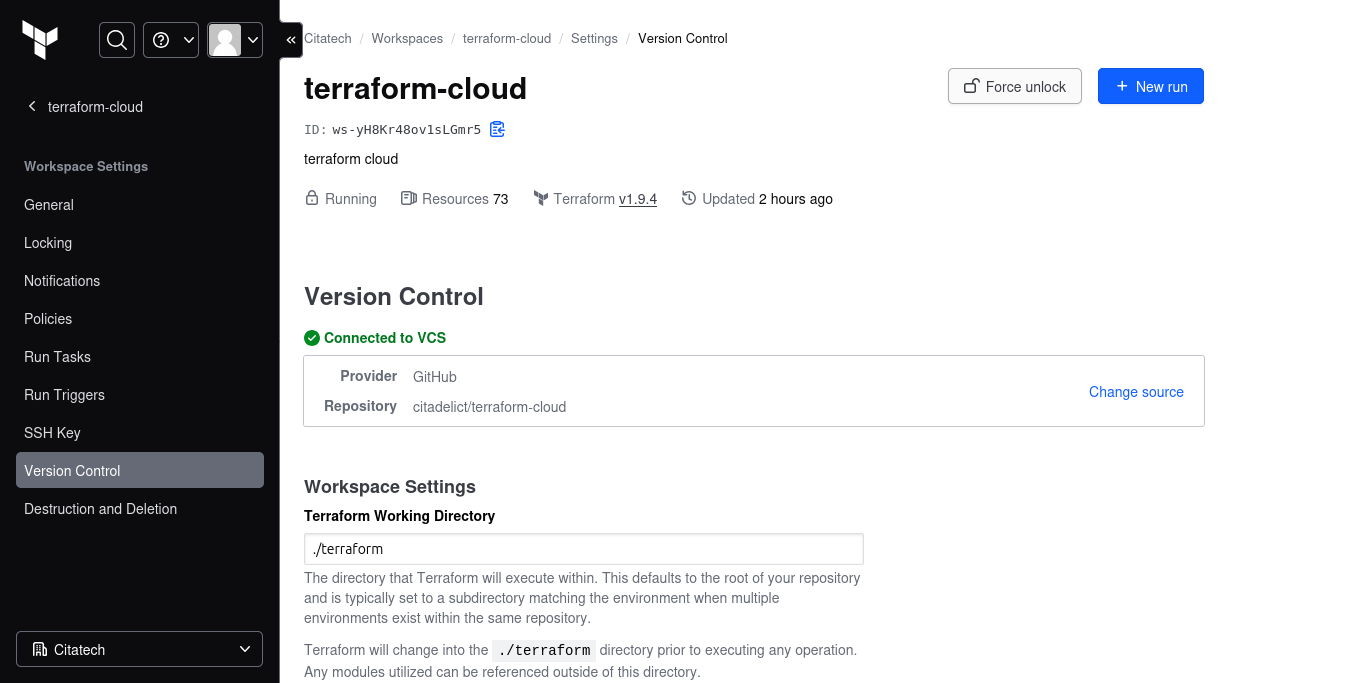 terraform-cloud
Workspace Settings
General
Locking
Notifications
Policies
Run Tasks
Run Triggers
SSH Key
Version Control
Destruction and Deletion
Citatech
Citatech / Workspaces / terraform-cloud / Settings / Version Control
terraform-cloud
Force unlock
+ New run
ID: ws-yH8Kr48ov1sLGmr5
terraform cloud
Running Resources 73 Terraform v1.9.4 Updated 2 hours ago
Version Control
Connected to VCS
Provider GitHub
Repository citadelict/terraform-cloud
Change source
Workspace Settings
Terraform Working Directory
./terraform
The directory that Terraform will execute within. This defaults to the root of your repository
and is typically set to a subdirectory matching the environment when multiple
environments exist within the same repository.
Terraform will change into the ./terraform directory prior to executing any operation.
Any modules utilized can be referenced outside of this directory.